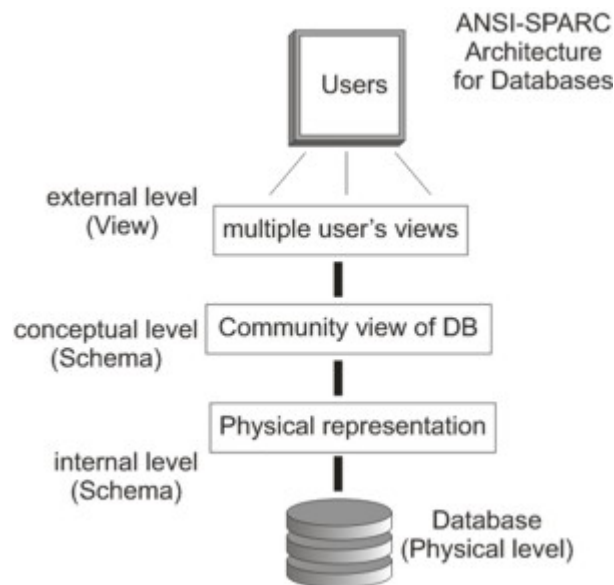 ANSI-SPARC
Architecture
for Databases
Users
external level
(View)
multiple user's views
conceptual level
(Schema)
Community view of DB
Physical representation
internal level
(Schema)
Database
(Physical level)